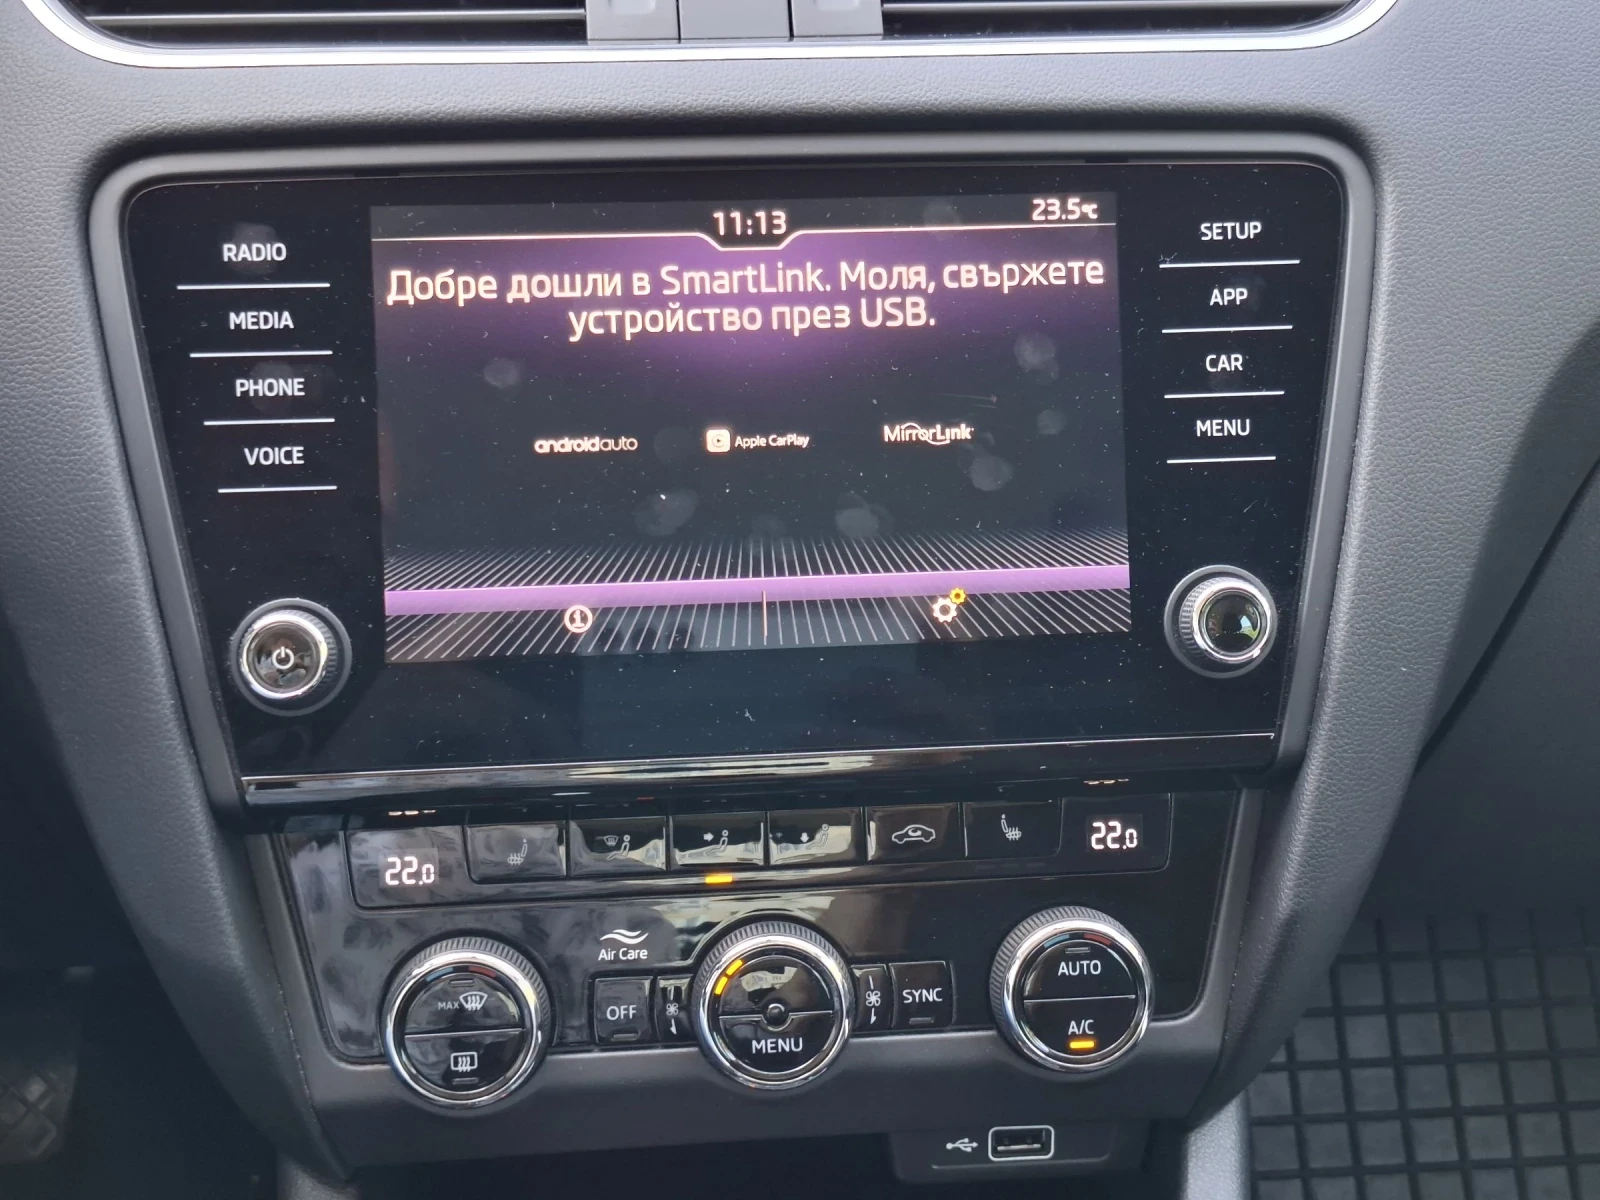 11:13
23.5°C
RADIO
MEDIA
PHONE
VOICE
Добре дошли в SmartLink. Моля, свържете
устройство през USB.
androidauto
Apple CarPlay
MirrorLink
SETUP
APP
CAR
MENU
22.0
22.0
Air Care
MAX
OFF
MENU
SYNC
AUTO
A/C